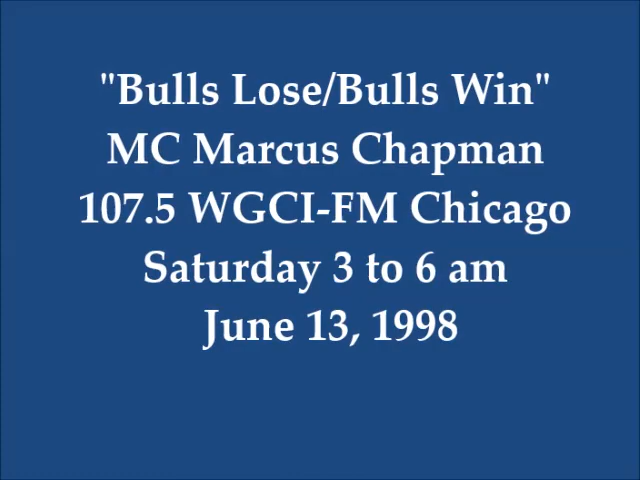 "Bulls Lose/Bulls Win"
MC Marcus Chapman
107.5 WGCI-FM Chicago
Saturday 3 to 6 am
June 13, 1998